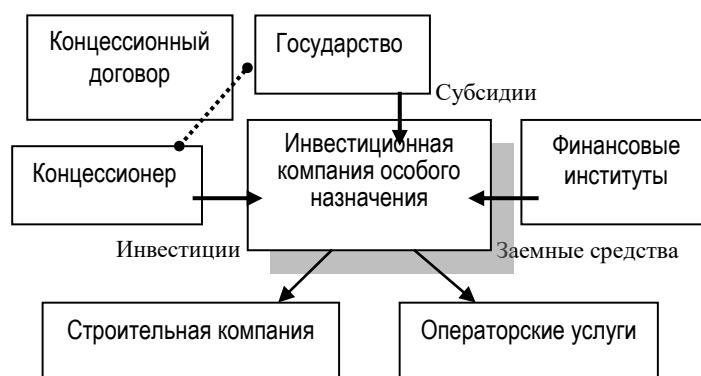 Концессионный
договор
Государство
Субсидии
Концессионер
Инвестиционная
компания особого
назначения
Финансовые
институты
Инвестиции
Заемные средства
Строительная компания
Операторские услуги